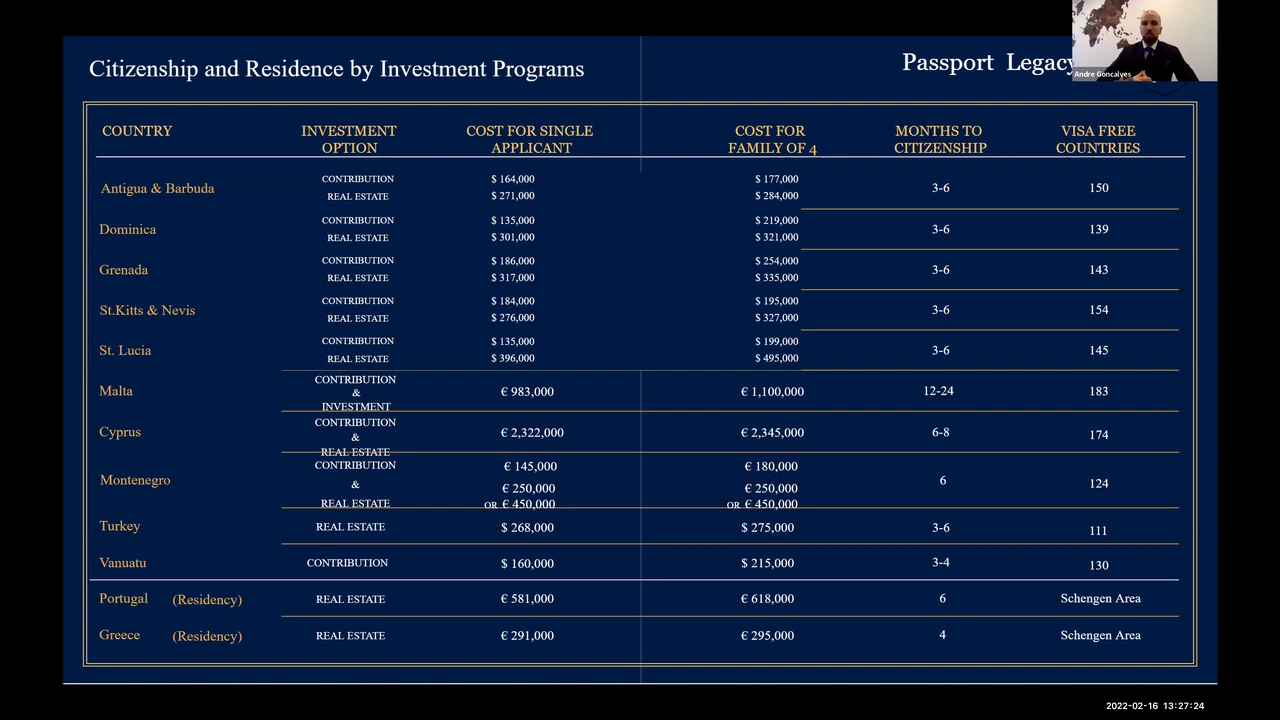 Citizenship and Residence by Investment Programs
Passport Legacy
Andre Goncalves
COUNTRY INVESTMENT OPTION COST FOR SINGLE APPLICANT COST FOR FAMILY OF 4 MONTHS TO CITIZENSHIP VISA FREE COUNTRIES
Antigua & Barbuda CONTRIBUTION $ 164,000 $ 177,000 3-6 150
REAL ESTATE $ 271,000 $ 284,000
Dominica CONTRIBUTION $ 135,000 $ 219,000 3-6 139
REAL ESTATE $ 301,000 $ 321,000
Grenada CONTRIBUTION $ 186,000 $ 254,000 3-6 143
REAL ESTATE $ 317,000 $ 335,000
St.Kitts & Nevis CONTRIBUTION $ 184,000 $ 195,000 3-6 154
REAL ESTATE $ 276,000 $ 327,000
St. Lucia CONTRIBUTION $ 135,000 $ 199,000 3-6 145
REAL ESTATE $ 396,000 $ 495,000
Malta CONTRIBUTION & INVESTMENT € 983,000 € 1,100,000 12-24 183
Cyprus CONTRIBUTION & REAL ESTATE € 2,322,000 € 2,345,000 6-8 174
Montenegro CONTRIBUTION € 145,000 € 180,000 6 124
& € 250,000 € 250,000
REAL ESTATE OR € 450,000 OR € 450,000
Turkey REAL ESTATE $ 268,000 $ 275,000 3-6 111
Vanuatu CONTRIBUTION $ 160,000 $ 215,000 3-4 130
Portugal (Residency) REAL ESTATE € 581,000 € 618,000 6 Schengen Area
Greece (Residency) REAL ESTATE € 291,000 € 295,000 4 Schengen Area
2022-02-16 13:27:24